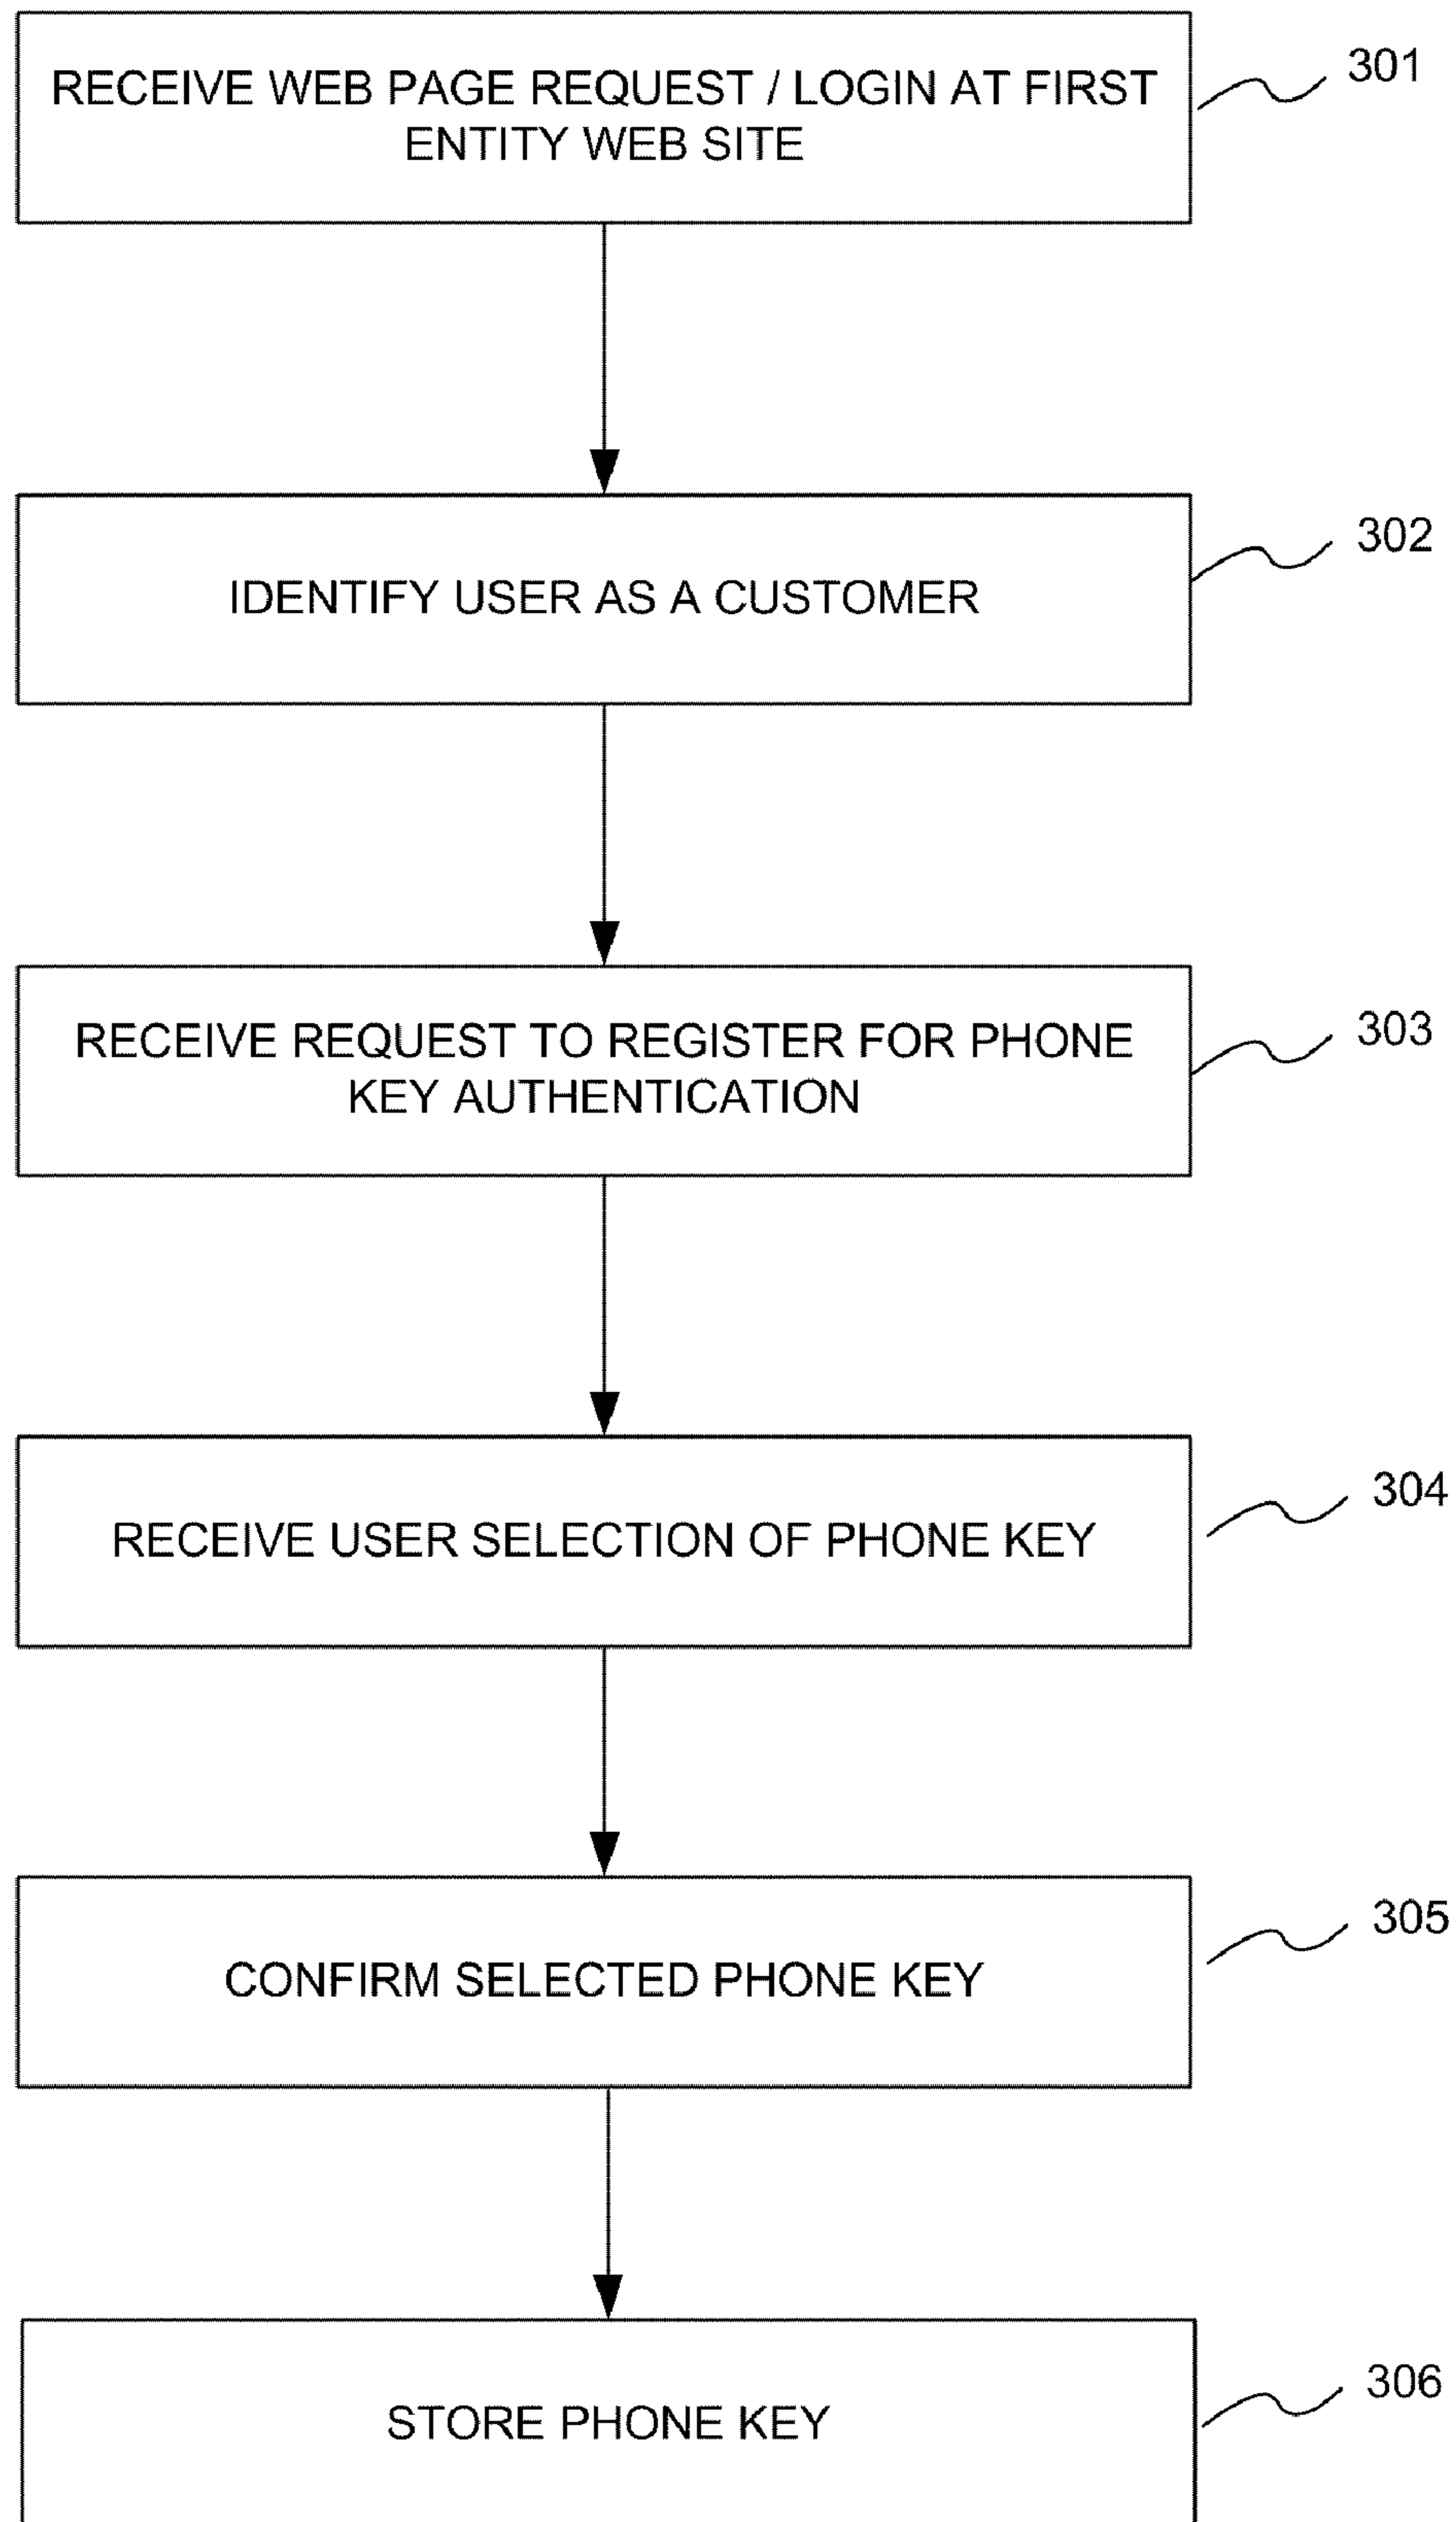 RECEIVE WEB PAGE REQUEST / LOGIN AT FIRST
ENTITY WEB SITE
301
IDENTIFY USER AS A CUSTOMER
302
RECEIVE REQUEST TO REGISTER FOR PHONE
KEY AUTHENTICATION
303
RECEIVE USER SELECTION OF PHONE KEY
304
CONFIRM SELECTED PHONE KEY
305
STORE PHONE KEY
306